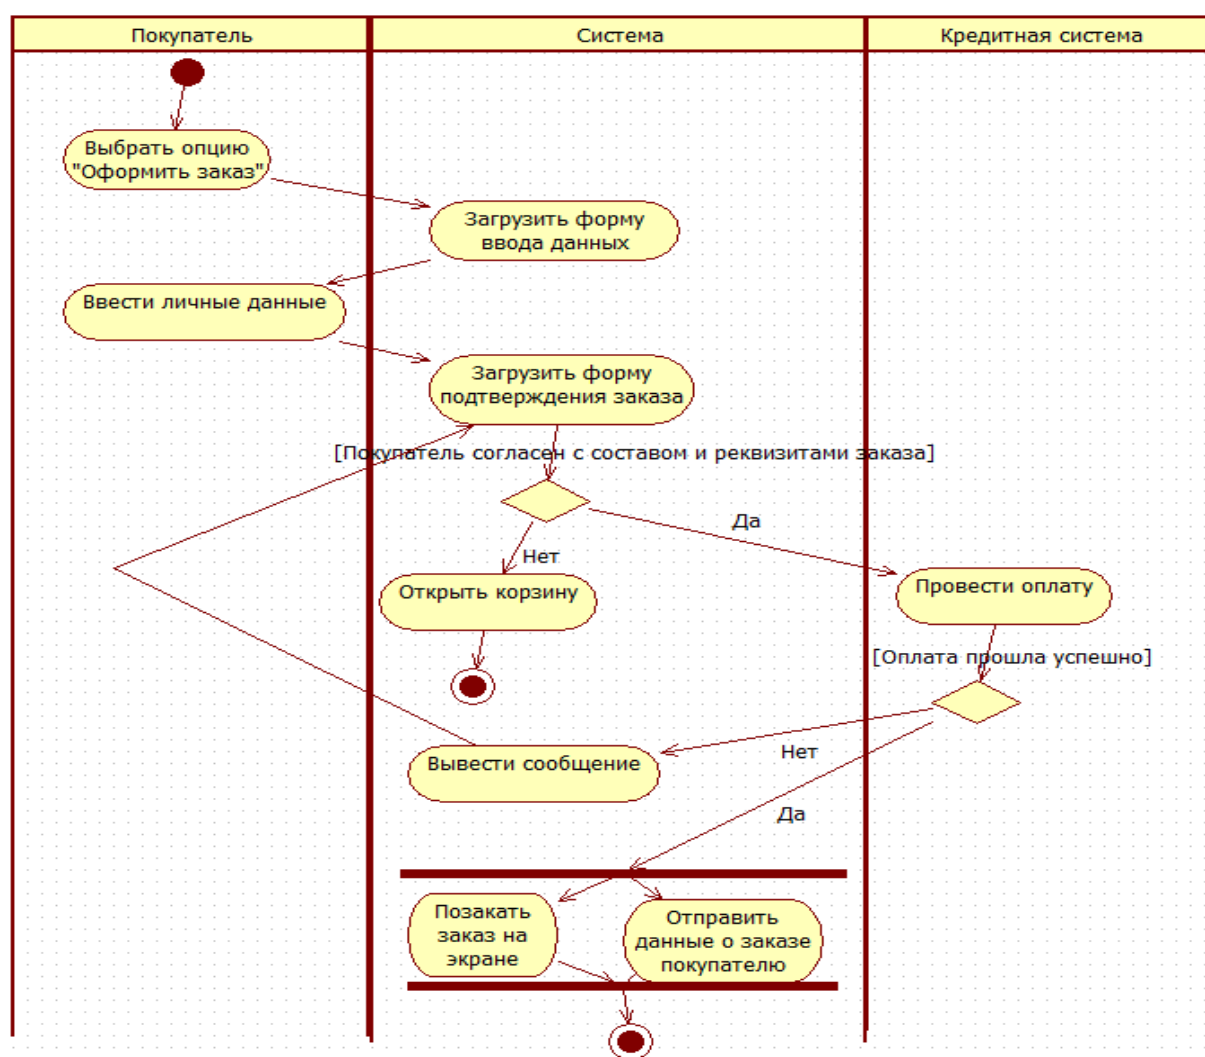 Покупатель
Система
Кредитная система
Выбрать опцию
"Оформить заказ"
Загрузить форму
ввода данных
Ввести личные данные
Загрузить форму
подтверждения заказа
[Покупатель согласен с составом и реквизитами заказа]
Да
Нет
Открыть корзину
Провести оплату
[Оплата прошла успешно]
Нет
Вывести сообщение
Да
Позакать
заказ на
экране
Отправить
данные о заказе
покупателю